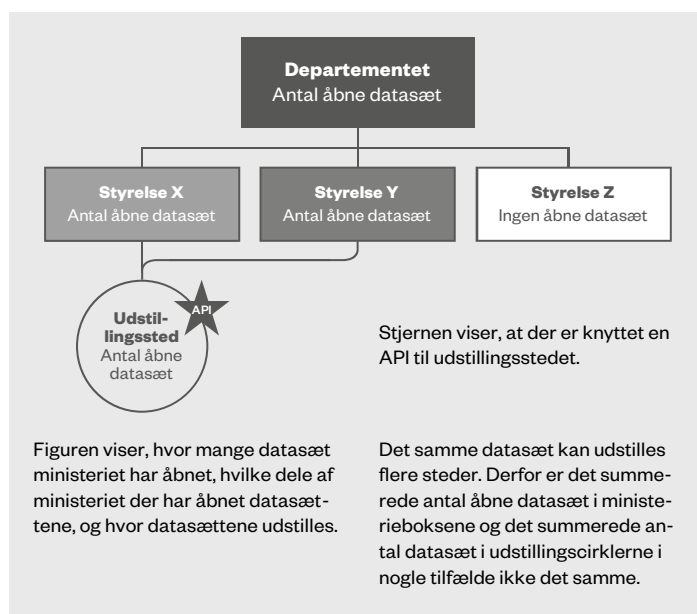 Departementet
Antal åbne datasæt
Styrelse X
Antal åbne datasæt
Styrelse Y
Antal åbne datasæt
Styrelse Z
Ingen åbne datasæt
API
Udstil-
lingssted
Antal åbne
datasæt
Stjernen viser, at der er knyttet en
API til udstillingsstedet.
Figuren viser, hvor mange datasæt
ministeriet har åbnet, hvilke dele af
ministeriet der har åbnet datasæt-
tene, og hvor datasættene udstilles.
Det samme datasæt kan udstilles
flere steder. Derfor er det summe-
rede antal åbne datasæt i ministe-
rieboksene og det summerede an-
tal datasæt i udstillingscirklerne i
nogle tilfælde ikke det samme.